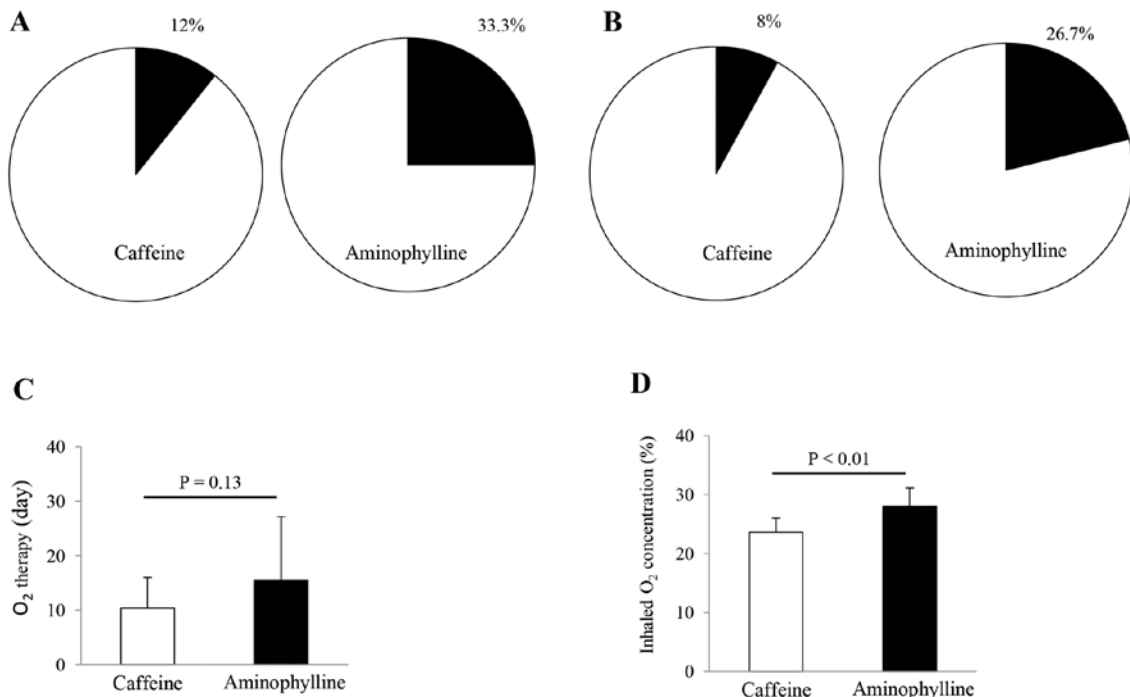 A
12%
33.3%
Caffeine
Aminophylline
B
8%
26.7%
Caffeine
Aminophylline
C
O2 therapy (day)
40
30
20
10
0
P = 0.13
Caffeine
Aminophylline
D
Inhaled O2 concentration (%)
40
30
20
10
0
P < 0.01
Caffeine
Aminophylline